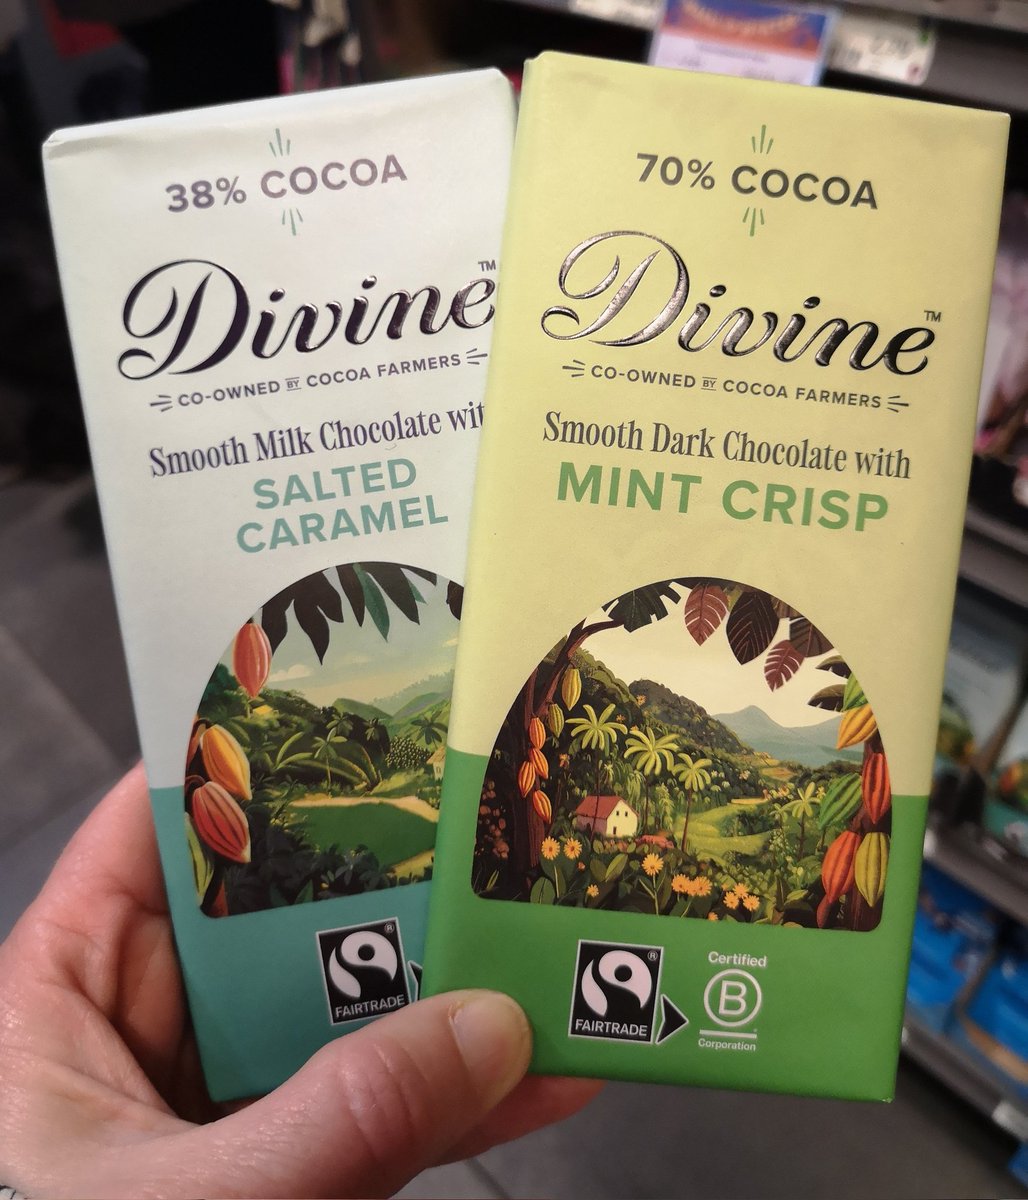 38% COCOA
Divine™
CO-OWNED BY COCOA FARMERS
Smooth Milk Chocolate wit
SALTED
CARAMEL
FAIRTRADE
®
70% COCOA
Divine™
CO-OWNED BY COCOA FARMERS
Smooth Dark Chocolate with
MINT CRISP
FAIRTRADE
®
Certified
B
Corporation